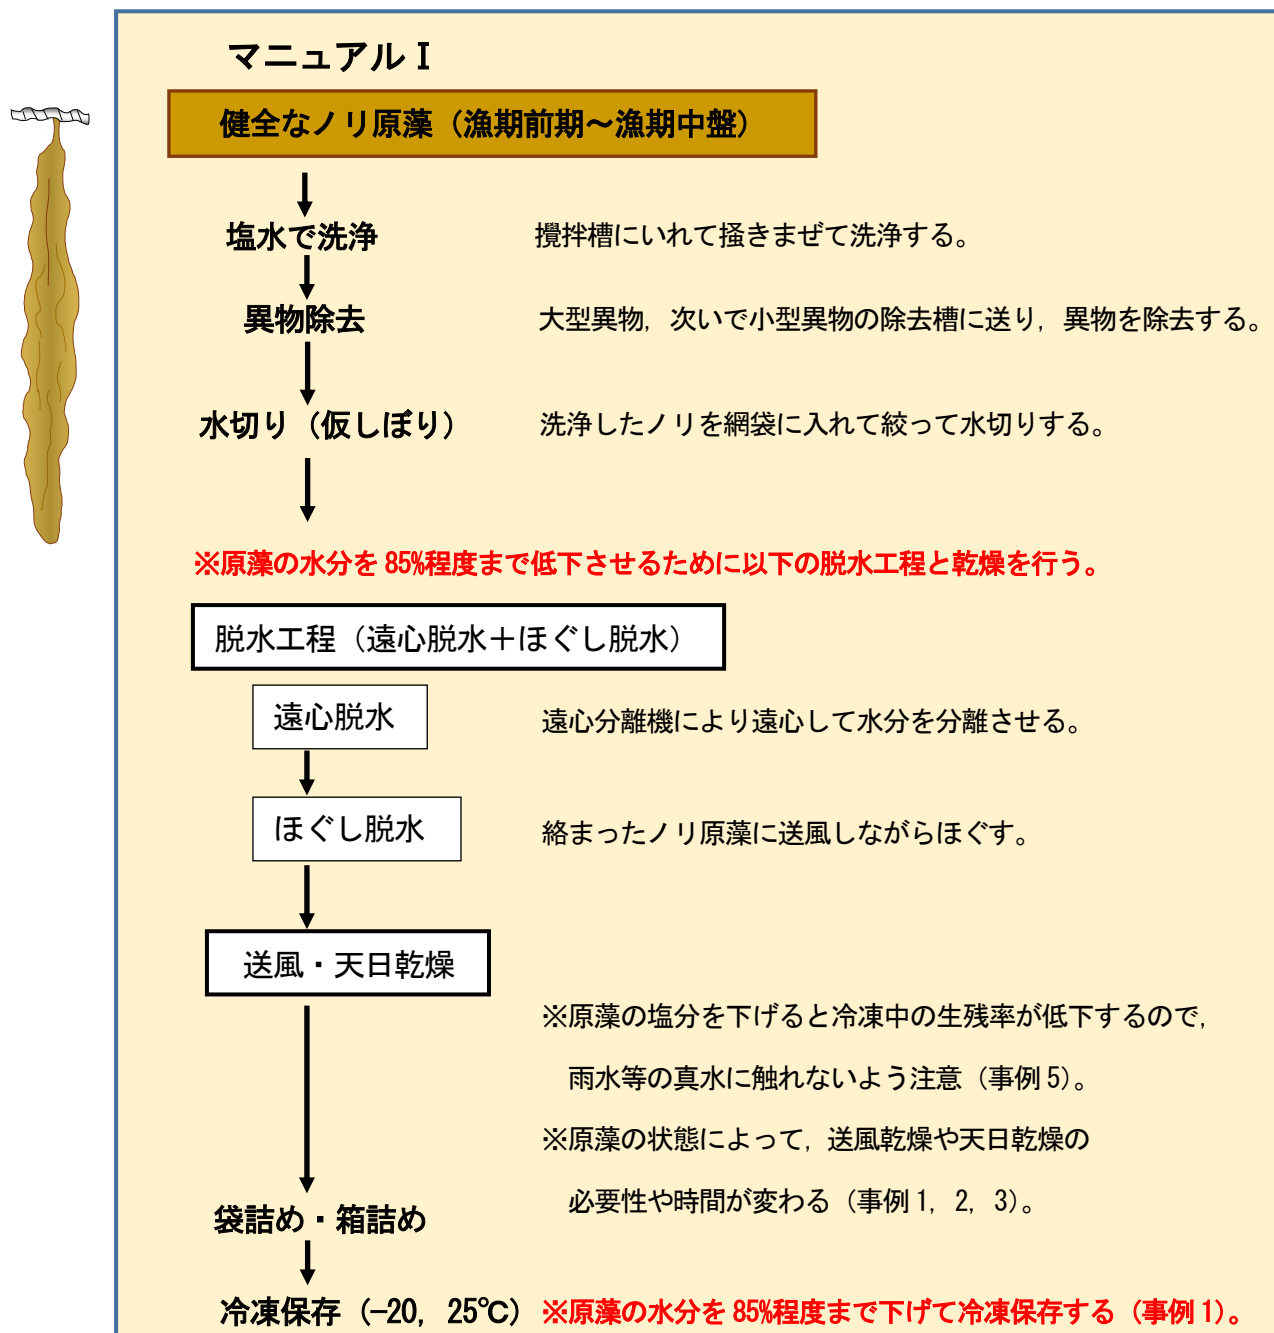 マニュアルⅠ
健全なノリ原藻（漁期前期～漁期中盤）
塩水で洗浄　攪拌槽にいれて掻きまぜて洗浄する。
異物除去　大型異物，次いで小型異物の除去槽に送り，異物を除去する。
水切り（仮しぼり）　洗浄したノリを網袋に入れて絞って水切りする。
※原藻の水分を 85%程度まで低下させるために以下の脱水工程と乾燥を行う。
脱水工程（遠心脱水＋ほぐし脱水）
遠心脱水　遠心分離機により遠心して水分を分離させる。
ほぐし脱水　絡まったノリ原藻に送風しながらほぐす。
送風・天日乾燥
※原藻の塩分を下げると冷凍中の生残率が低下するので，
雨水等の真水に触れないよう注意（事例 5）。
※原藻の状態によって，送風乾燥や天日乾燥の
必要性や時間が変わる（事例 1，2，3）。
袋詰め・箱詰め
冷凍保存（−20，25℃）　※原藻の水分を 85%程度まで下げて冷凍保存する（事例 1）。